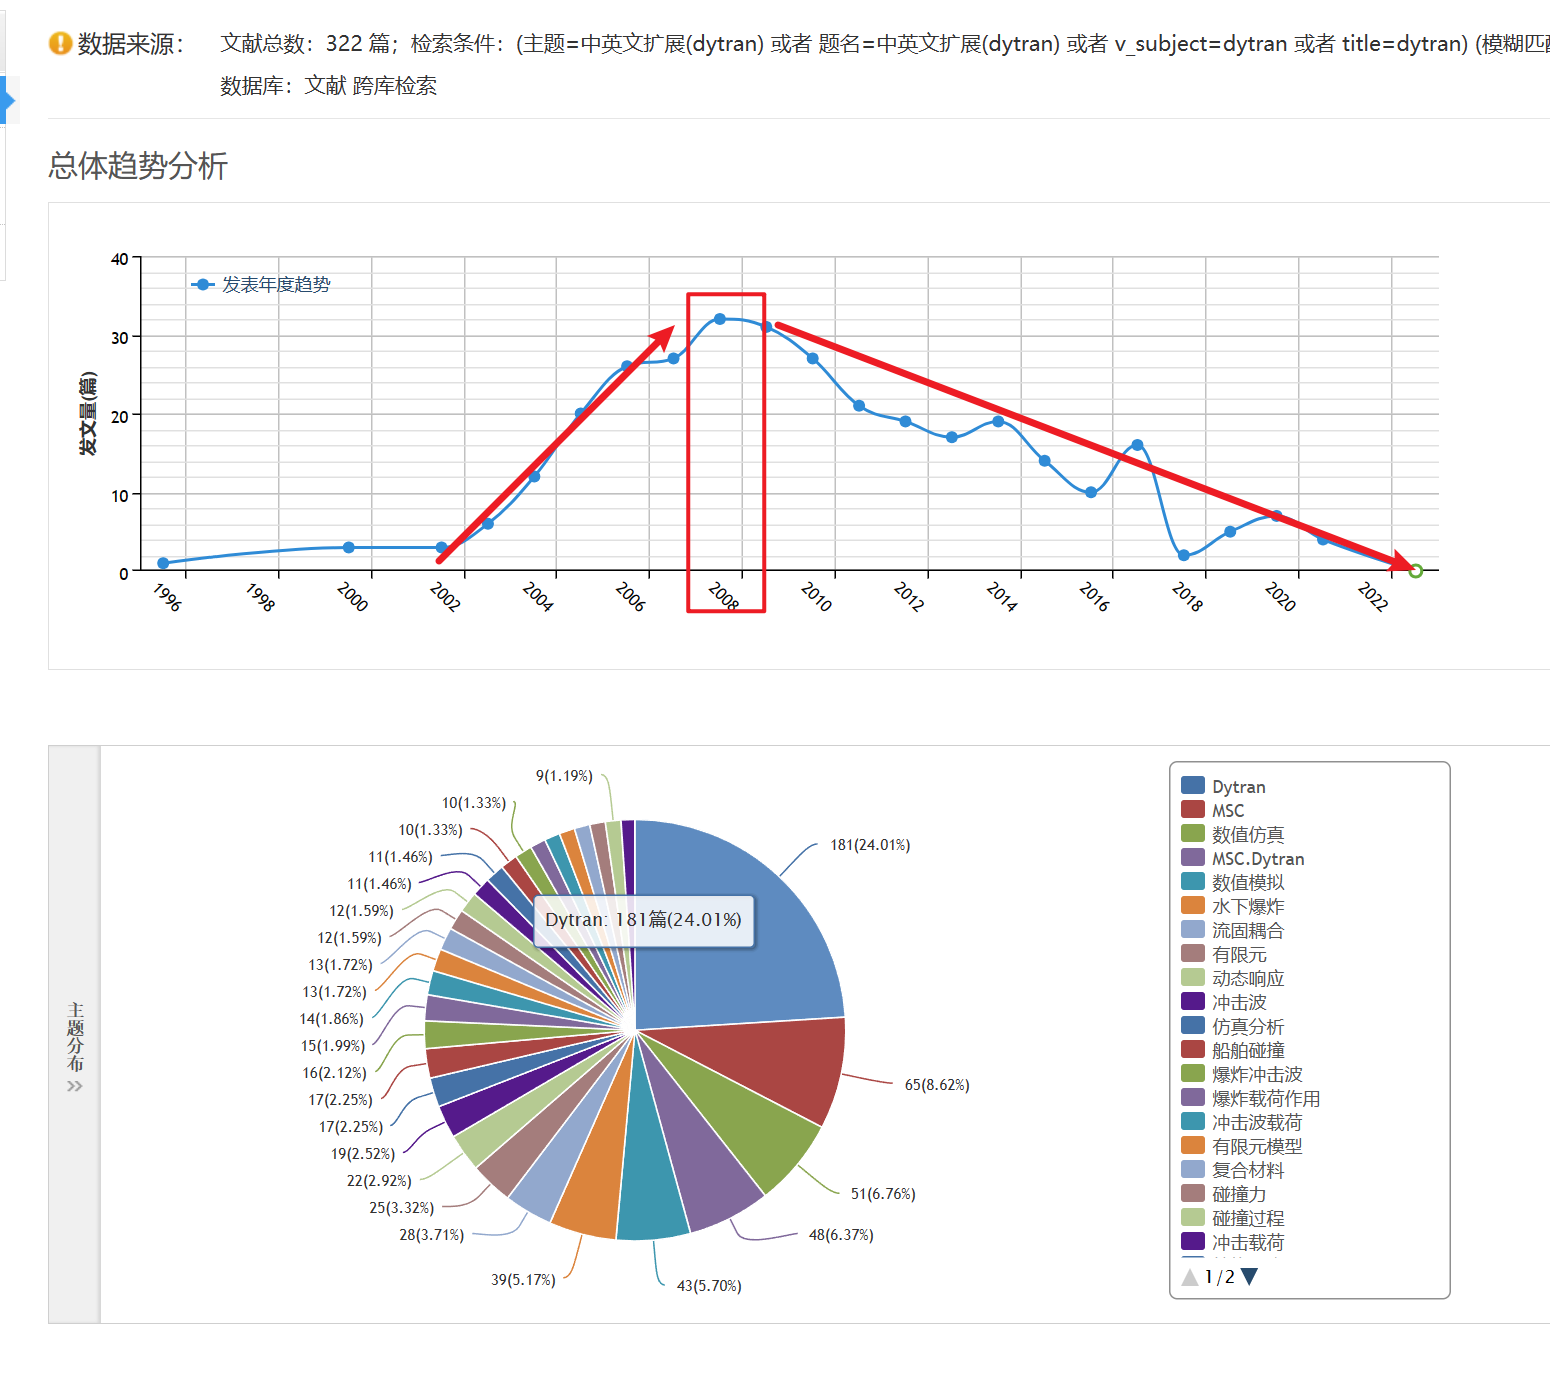 数据来源： 文献总数：322 篇；检索条件：(主题=中英文扩展(dytran) 或者 题名=中英文扩展(dytran) 或者 v_subject=dytran 或者 title=dytran) (模糊匹
数据库：文献 跨库检索
总体趋势分析
发表年度趋势
发文量(篇)
40
30
20
10
0
1996
1998
2000
2002
2004
2006
2008
2010
2012
2014
2016
2018
2020
2022
主题分布
9(1.19%)
10(1.33%)
10(1.33%)
11(1.46%)
11(1.46%)
12(1.59%)
12(1.59%)
13(1.72%)
13(1.72%)
14(1.86%)
15(1.99%)
16(2.12%)
17(2.25%)
17(2.25%)
19(2.52%)
22(2.92%)
25(3.32%)
28(3.71%)
39(5.17%)
43(5.70%)
48(6.37%)
51(6.76%)
65(8.62%)
181(24.01%)
Dytran: 181篇(24.01%)
Dytran
MSC
数值仿真
MSC.Dytran
数值模拟
水下爆炸
流固耦合
有限元
动态响应
冲击波
仿真分析
船舶碰撞
爆炸冲击波
爆炸载荷作用
冲击波载荷
有限元模型
复合材料
碰撞力
碰撞过程
冲击载荷
1/2